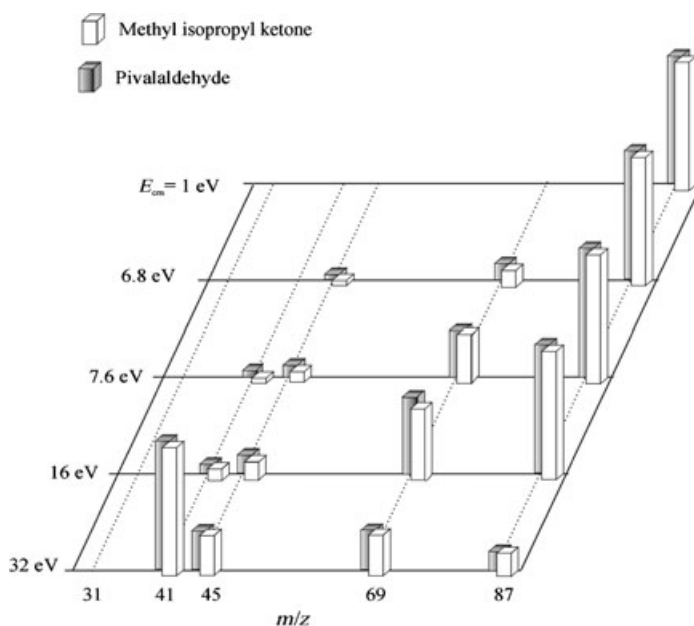 Methyl isopropyl ketone
Pivalaldehyde
Ecm= 1 eV
6.8 eV
7.6 eV
16 eV
32 eV
31 41 45 69 87
m/z